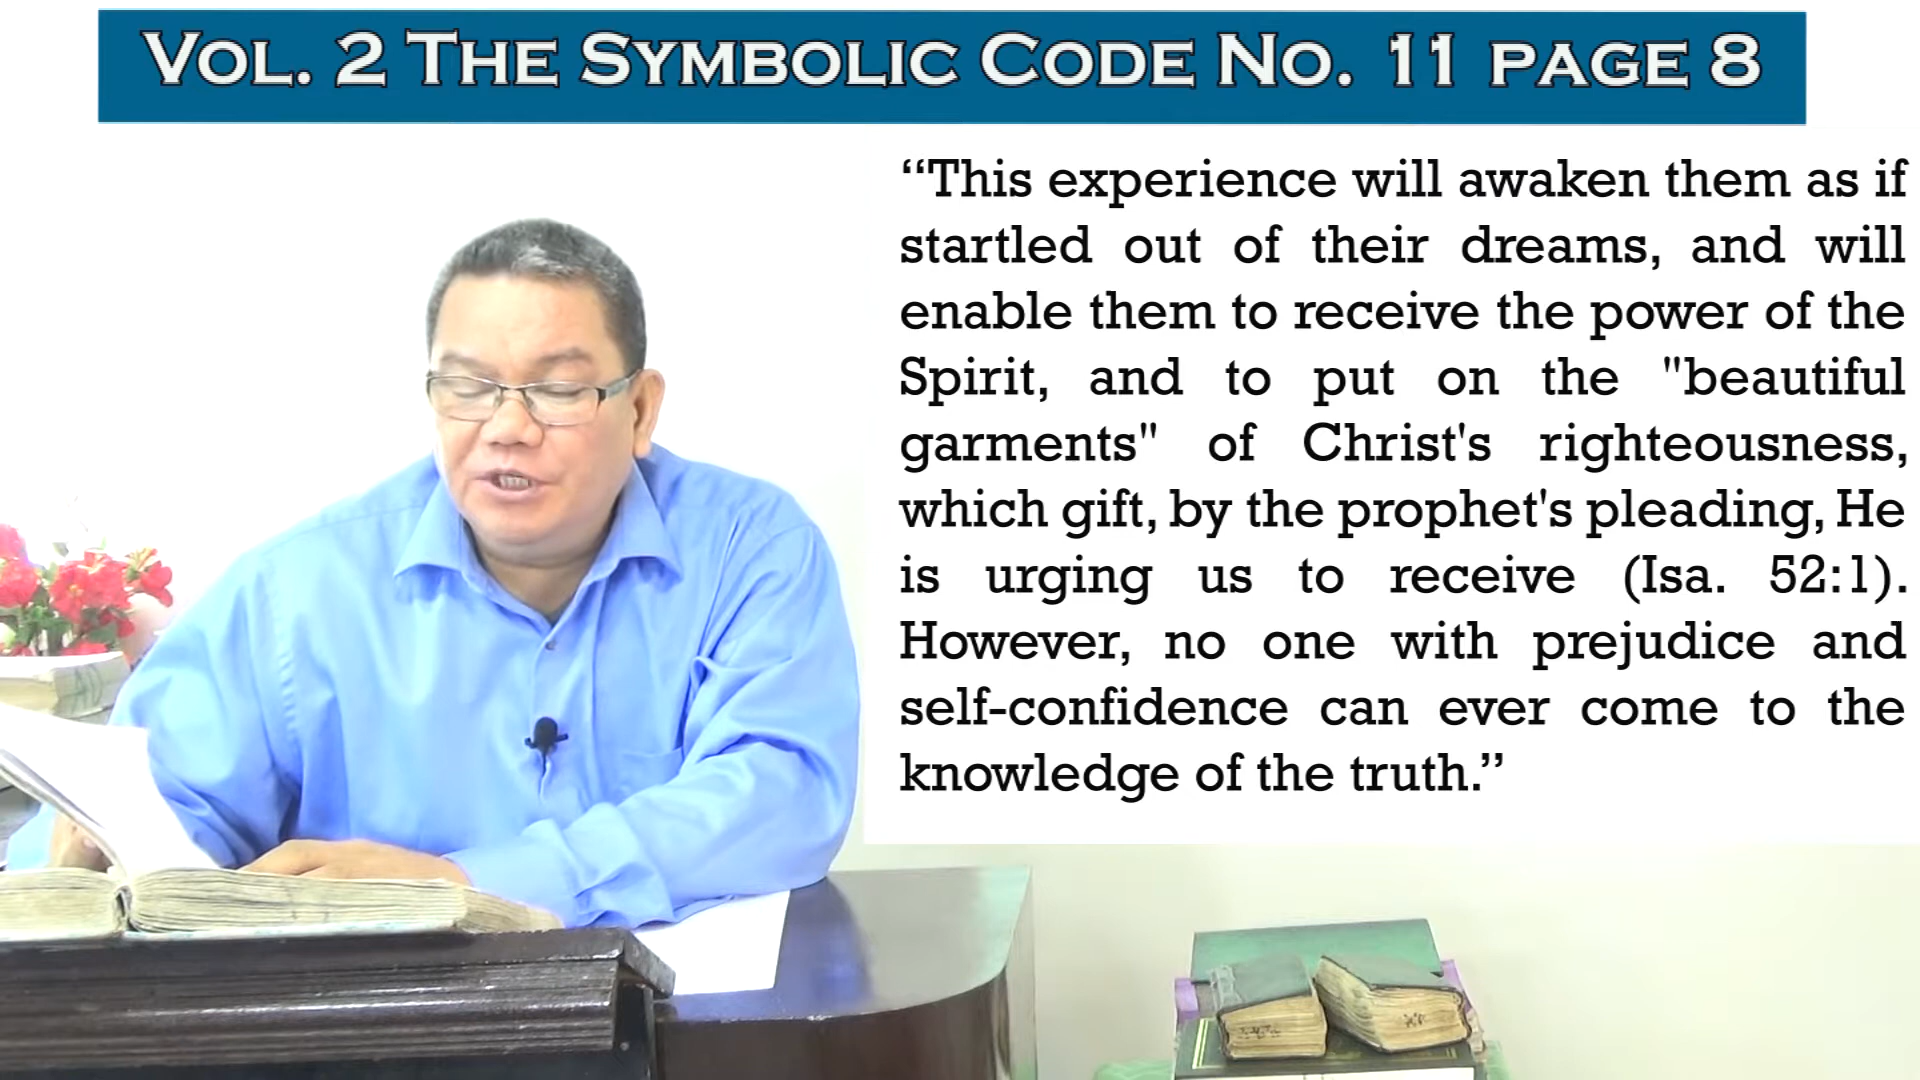 VOL. 2 THE SYMBOLIC CODE NO. 11 PAGE 8
“This experience will awaken them as if
startled out of their dreams, and will
enable them to receive the power of the
Spirit, and to put on the "beautiful
garments" of Christ's righteousness,
which gift, by the prophet's pleading, He
is urging us to receive (Isa. 52:1).
However, no one with prejudice and
self-confidence can ever come to the
knowledge of the truth.”